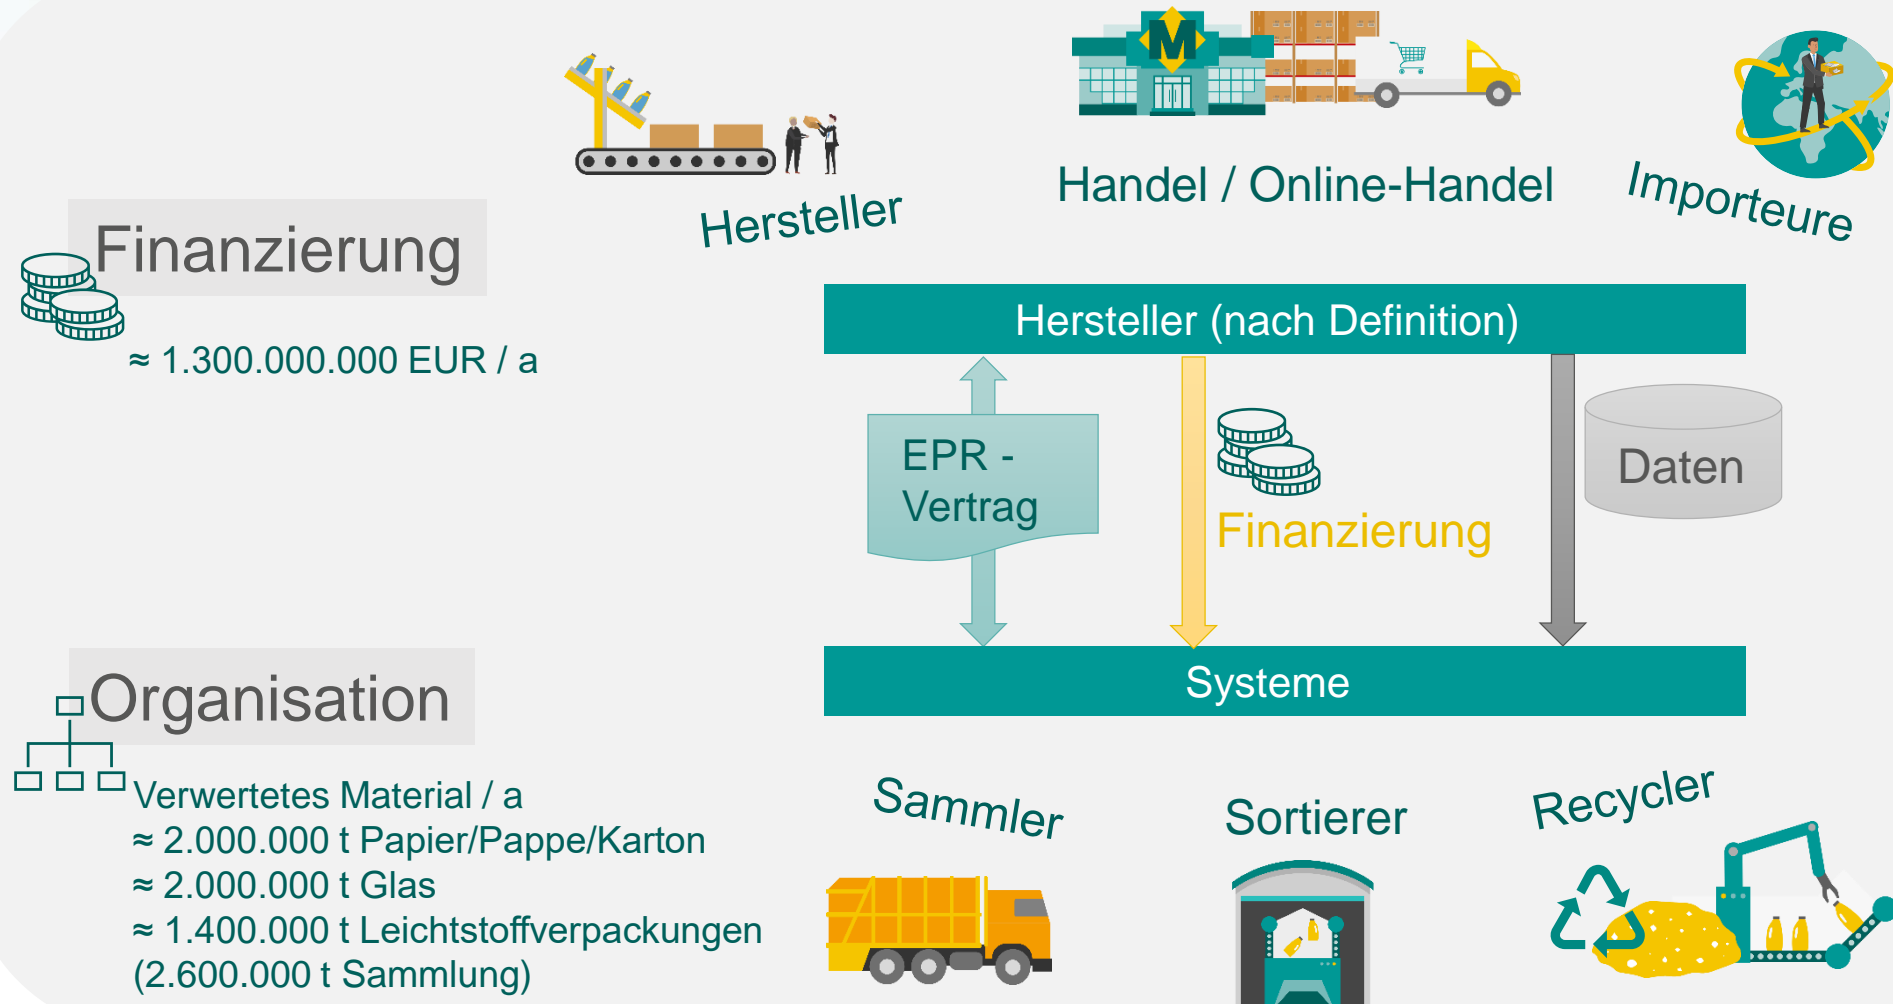 M
Handel / Online-Handel
Hersteller
Importeure
Finanzierung
≈ 1.300.000.000 EUR / a
Hersteller (nach Definition)
EPR -
Vertrag
Finanzierung
Daten
Systeme
Organisation
Verwertetes Material / a
≈ 2.000.000 t Papier/Pappe/Karton
≈ 2.000.000 t Glas
≈ 1.400.000 t Leichtstoffverpackungen
(2.600.000 t Sammlung)
Sammler
Sortierer
Recycler